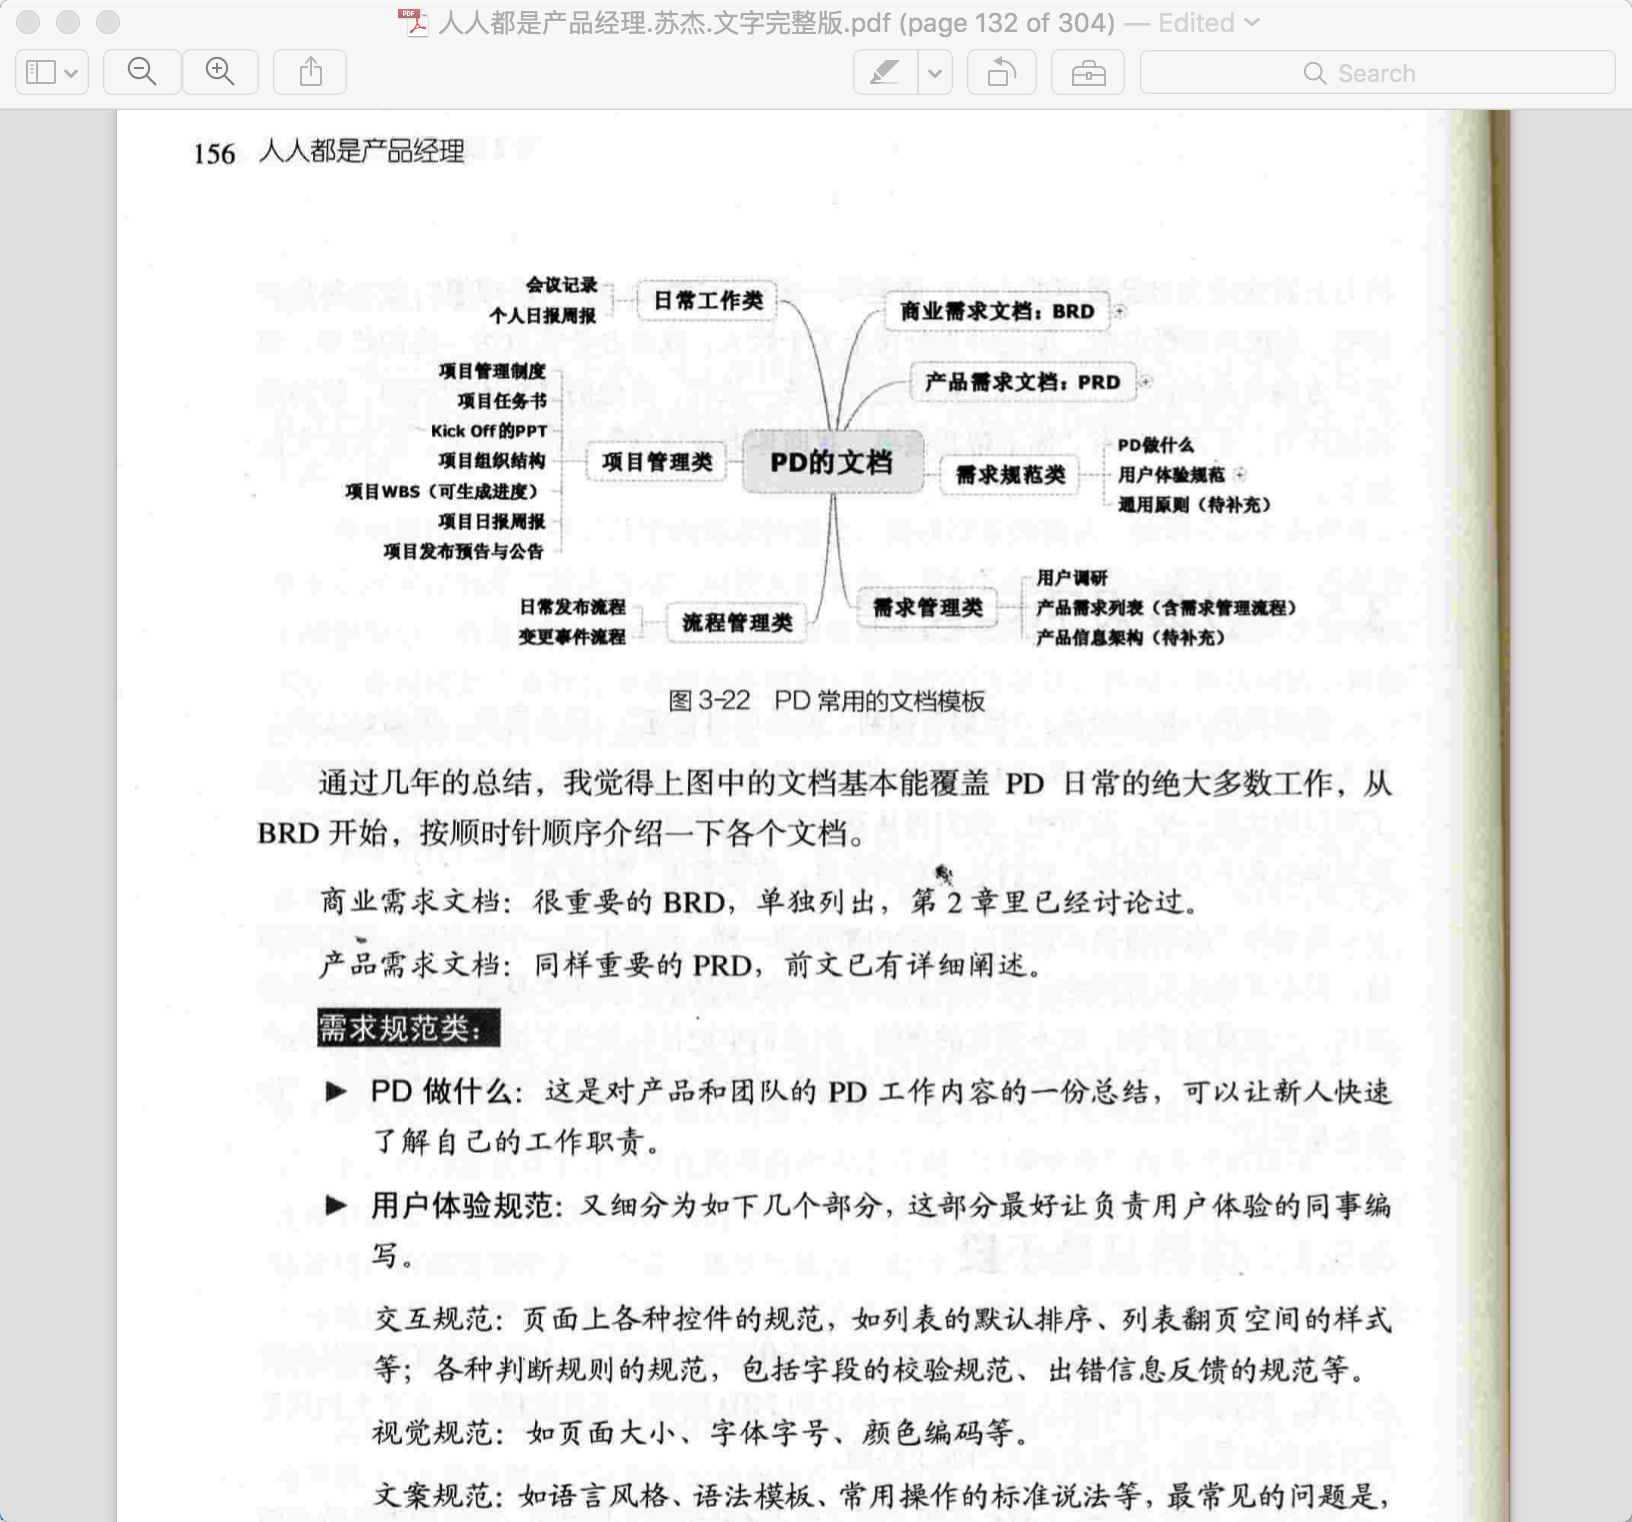 人人都是产品经理.苏杰.文字完整版.pdf (page 132 of 304) — Edited
Search
156 人人都是产品经理
会议记录
个人日报周报
日常工作类
商业需求文档：BRD
产品需求文档：PRD
项目管理制度
项目任务书
Kick Off的PPT
项目组织结构
项目WBS（可生成进度）
项目日报周报
项目发布预告与公告
项目管理类
PD的文档
需求规范类
PD做什么
用户体验规范
通用原则（待补充）
日常发布流程
变更事件流程
流程管理类
需求管理类
用户调研
产品需求列表（含需求管理流程）
产品信息架构（待补充）
图 3-22 PD 常用的文档模板
通过几年的总结，我觉得上图中的文档基本能覆盖 PD 日常的绝大多数工作，从
BRD 开始，按顺时针顺序介绍一下各个文档。
商业需求文档：很重要的 BRD，单独列出，第 2 章里已经讨论过。
产品需求文档：同样重要的 PRD，前文已有详细阐述。
需求规范类：
► PD 做什么：这是对产品和团队的 PD 工作内容的一份总结，可以让新人快速
了解自己的工作职责。
► 用户体验规范：又细分为如下几个部分，这部分最好让负责用户体验的同事编
写。
交互规范：页面上各种控件的规范，如列表的默认排序、列表翻页空间的样式
等；各种判断规则的规范，包括字段的校验规范、出错信息反馈的规范等。
视觉规范：如页面大小、字体字号、颜色编码等。
文案规范：如语言风格、语法模板、常用操作的标准说法等，最常见的问题是，